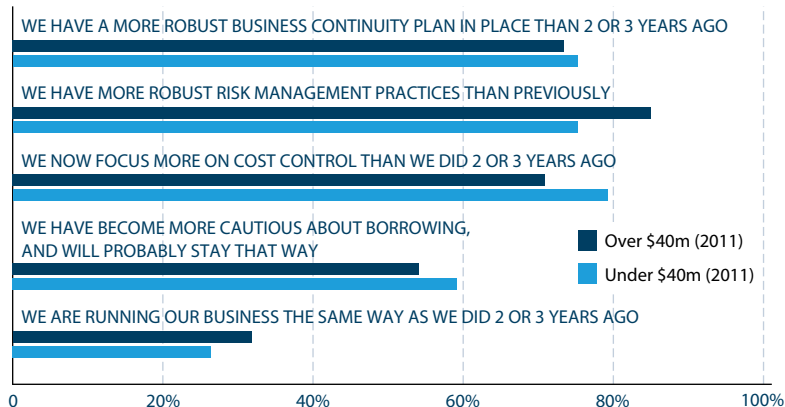 WE HAVE A MORE ROBUST BUSINESS CONTINUITY PLAN IN PLACE THAN 2 OR 3 YEARS AGO
WE HAVE MORE ROBUST RISK MANAGEMENT PRACTICES THAN PREVIOUSLY
WE NOW FOCUS MORE ON COST CONTROL THAN WE DID 2 OR 3 YEARS AGO
WE HAVE BECOME MORE CAUTIOUS ABOUT BORROWING,
AND WILL PROBABLY STAY THAT WAY
Over $40m (2011)
Under $40m (2011)
WE ARE RUNNING OUR BUSINESS THE SAME WAY AS WE DID 2 OR 3 YEARS AGO
0 20% 40% 60% 80% 100%